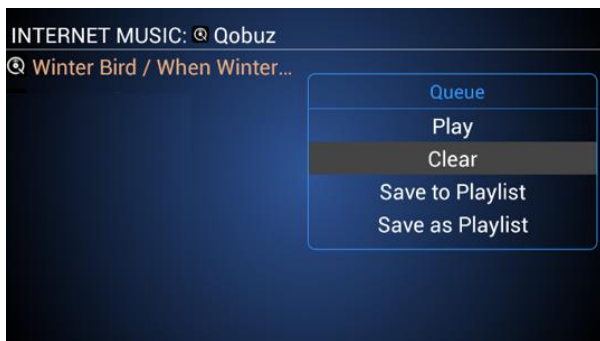 INTERNET MUSIC: Qobuz
Winter Bird / When Winter...
Queue
Play
Clear
Save to Playlist
Save as Playlist